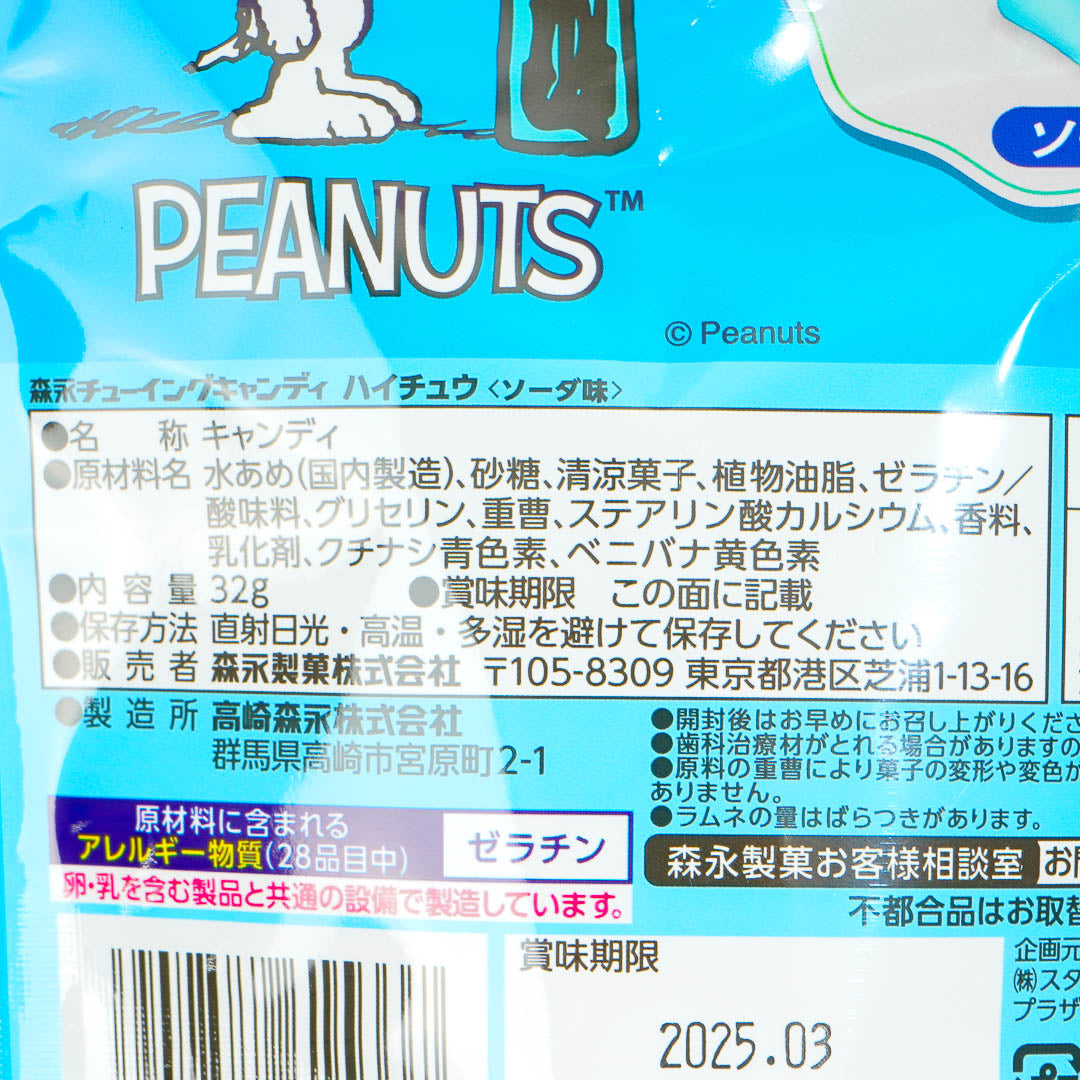 PEANUTS™
© Peanuts
森永チューイングキャンディ ハイチュウ〈ソーダ味〉
●名 称 キャンディ
●原材料名 水あめ(国内製造)、砂糖、清涼菓子、植物油脂、ゼラチン／
酸味料、グリセリン、重曹、ステアリン酸カルシウム、香料、
乳化剤、クチナシ青色素、ベニバナ黄色素
●内容量 32g ●賞味期限 この面に記載
●保存方法 直射日光・高温・多湿を避けて保存してください
●販売者 森永製菓株式会社 〒105-8309 東京都港区芝浦1-13-16
●製造所 高崎森永株式会社
群馬県高崎市宮原町2-1
●開封後はお早めにお召し上がりくださ
●歯科治療材がとれる場合がありますの
●原料の重曹により菓子の変形や変色が
ありません。
●ラムネの量はばらつきがあります。
原材料に含まれる
アレルギー物質(28品目中)
ゼラチン
卵・乳を含む製品と共通の設備で製造しています。
森永製菓お客様相談室
不都合品はお取替
賞味期限
2025.03
企画元
(株)スタ
プラザ